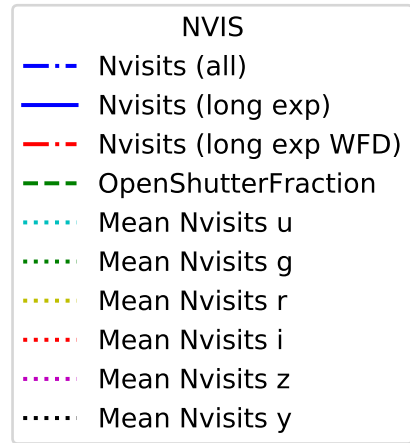 NVIS
Nvisits (all)
Nvisits (long exp)
Nvisits (long exp WFD)
OpenShutterFraction
Mean Nvisits u
Mean Nvisits g
Mean Nvisits r
Mean Nvisits i
Mean Nvisits z
Mean Nvisits y